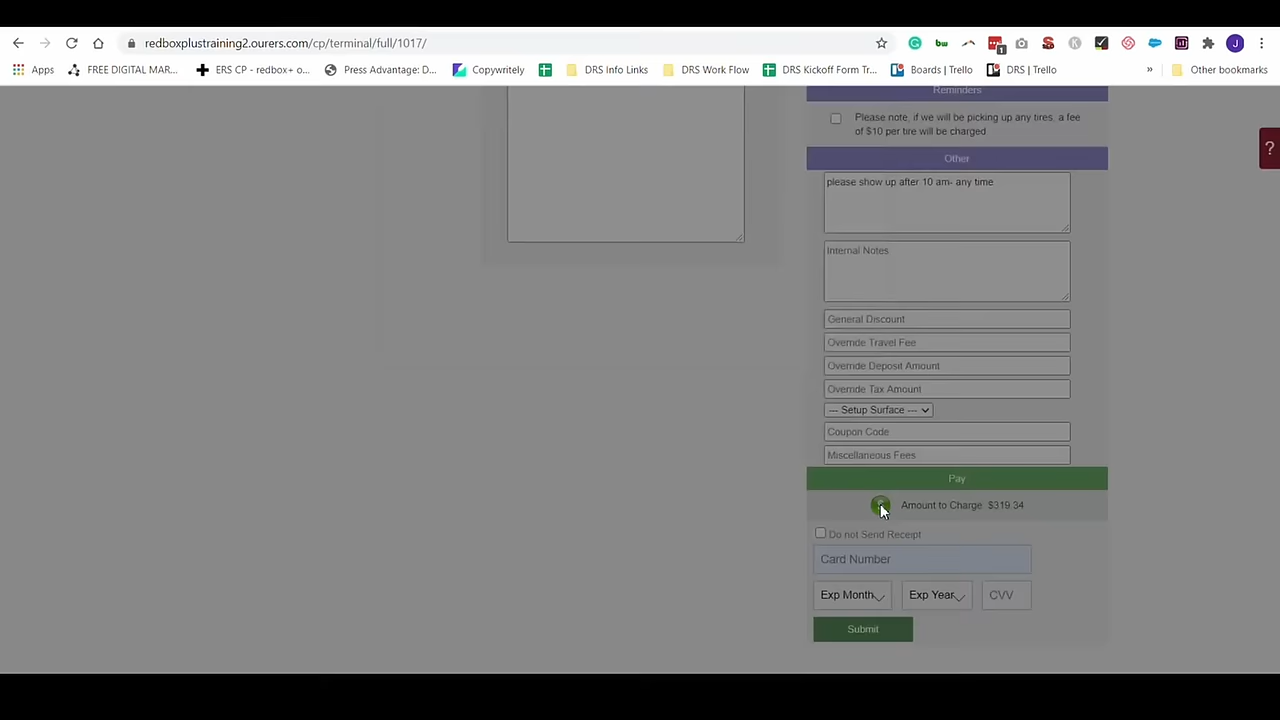 redboxplustraining2.ourers.com/cp/terminal/full/1017/
1
J
Apps
FREE DIGITAL MAR...
ERS CP - redbox+ o...
Press Advantage: D...
Copywritely
DRS Info Links
DRS Work Flow
DRS Kickoff Form Tr...
Boards | Trello
DRS | Trello
»
Other bookmarks
Reminders
Please note, if we will be picking up any tires, a fee
of $10 per tire will be charged
?
Other
please show up after 10 am- any time
Internal Notes
General Discount
Override Travel Fee
Override Deposit Amount
Override Tax Amount
--- Setup Surface ---
Coupon Code
Miscellaneous Fees
Pay
Amount to Charge $319.34
Do not Send Receipt
Card Number
Exp Month
Exp Year
CVV
Submit